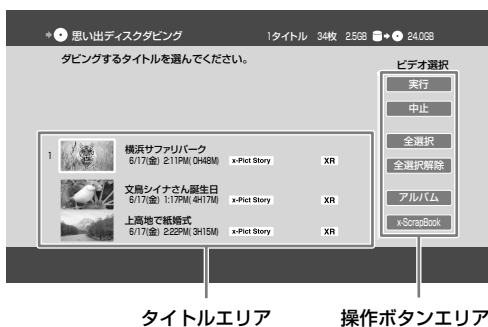 思い出ディスクダビング 1タイトル 34枚 2.5GB 24.0GB
ダビングするタイトルを選んでください。
ビデオ選択
実行
中止
全選択
全選択解除
アルバム
x-ScrapBook
1 横浜サファリパーク
6/17(金) 2:11PM( 0H48M) x-Pict Story XR
文鳥シイナさん誕生日
6/17(金) 1:17PM( 4H17M) x-Pict Story XR
上高地で紙婚式
6/17(金) 2:22PM( 3H15M) x-Pict Story XR
タイトルエリア 操作ボタンエリア